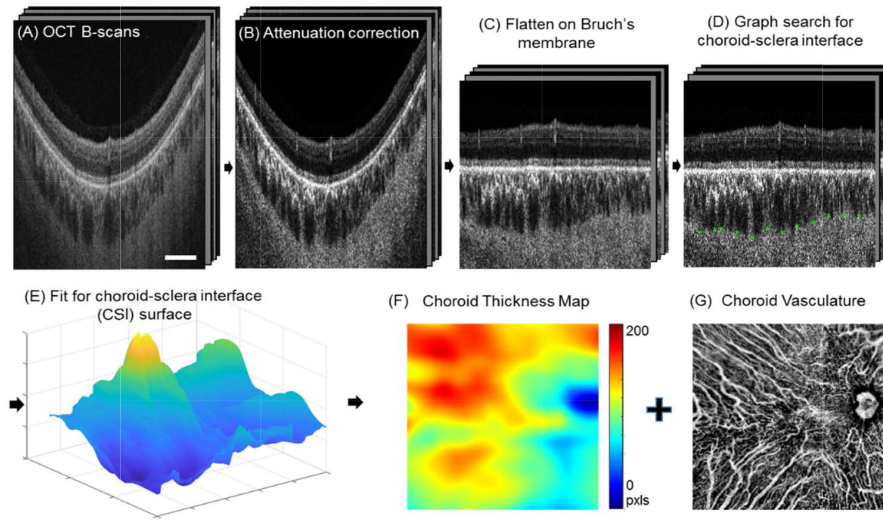 (A) OCT B-scans
(B) Attenuation correction
(C) Flatten on Bruch's
membrane
(D) Graph search for
choroid-sclera interface
(E) Fit for choroid-sclera interface
(CSI) surface
(F) Choroid Thickness Map
200
0
pxls
(G) Choroid Vasculature